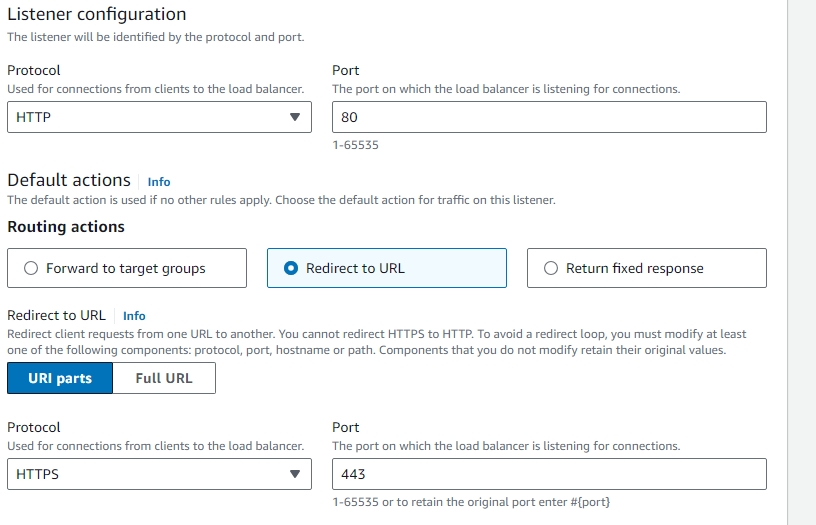 Listener configuration
The listener will be identified by the protocol and port.
Protocol
Used for connections from clients to the load balancer.
HTTP
Port
The port on which the load balancer is listening for connections.
80
1-65535
Default actions Info
The default action is used if no other rules apply. Choose the default action for traffic on this listener.
Routing actions
Forward to target groups
Redirect to URL
Return fixed response
Redirect to URL Info
Redirect client requests from one URL to another. You cannot redirect HTTPS to HTTP. To avoid a redirect loop, you must modify at least
one of the following components: protocol, port, hostname or path. Components that you do not modify retain their original values.
URI parts
Full URL
Protocol
Used for connections from clients to the load balancer.
HTTPS
Port
The port on which the load balancer is listening for connections.
443
1-65535 or to retain the original port enter #{port}